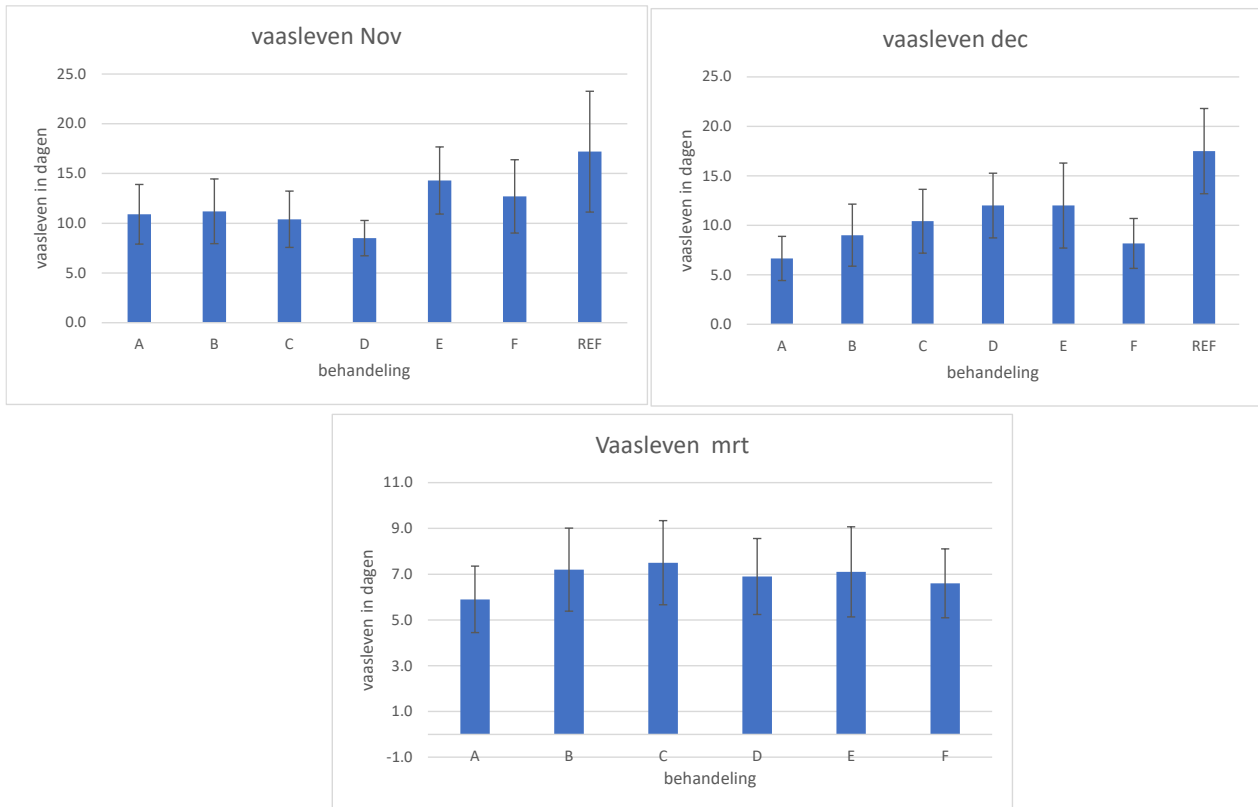 vaasleven Nov
25.0
20.0
15.0
10.0
5.0
0.0
vaasleven in dagen
A B C D E F REF
behandeling
vaasleven dec
25.0
20.0
15.0
10.0
5.0
0.0
vaasleven in dagen
A B C D E F REF
behandeling
Vaasleven mrt
11.0
9.0
7.0
5.0
3.0
1.0
-1.0
vaasleven in dagen
A B C D E F
behandeling